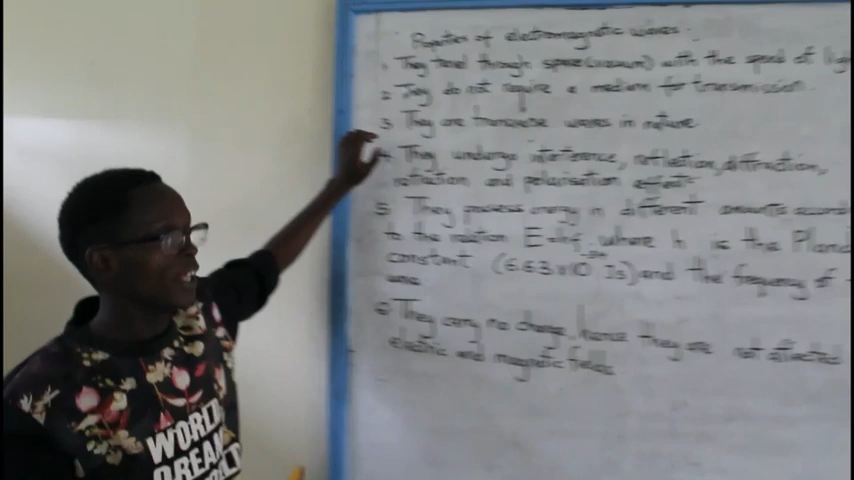 Properties of electromagnetic waves.
1. They travel through space(vacuum) with the speed of light
2. They do not require a medium for transmission.
3 They are transverse waves in nature
4. They undergo interference, reflection, diffraction,
refraction and polarisation effects
5. They possess energy in different amounts accord
to the relation E=hf, where h is the Planck
constant (6.63x10 -34 Js) and the frequency of
wave
6 They carry no charge, hence they are not affected
electric and magnetic fields
WORLD
DREAM